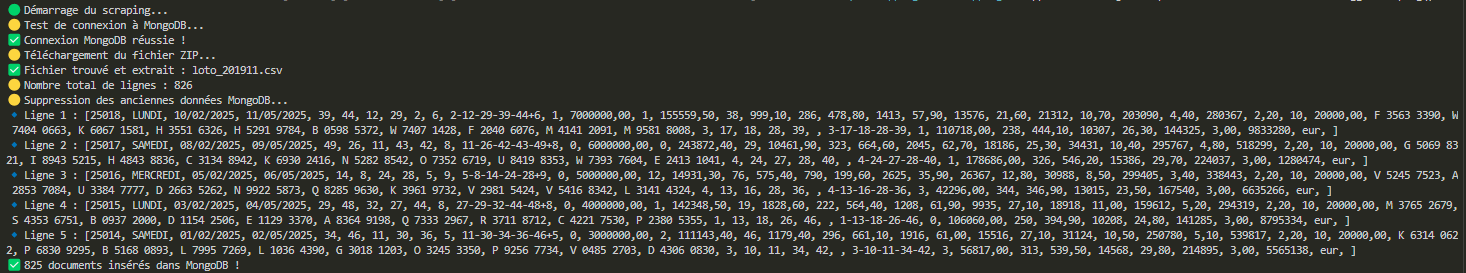 Démarrage du scraping...
Test de connexion à MongoDB...
Connexion MongoDB réussie !
Téléchargement du fichier ZIP...
Fichier trouvé et extrait : loto_201911.csv
Nombre total de lignes : 826
Suppression des anciennes données MongoDB...
Ligne 1 : [25018, LUNDI, 10/02/2025, 11/05/2025, 39, 44, 12, 29, 2, 6, 2-12-29-39-44+6, 1, 7000000,00, 1, 155559,50, 38, 999,10, 286, 478,80, 1413, 57,90, 13576, 21,60, 21312, 10,70, 203090, 4,40, 280367, 2,20, 10, 20000,00, F 3563 3390, W
7404 0663, K 6067 1581, H 3551 6326, H 5291 9784, B 0598 5372, W 7407 1428, F 2040 6076, M 4141 2091, M 9581 8008, 3, 17, 18, 28, 39, , 3-17-18-28-39, 1, 110718,00, 238, 444,10, 10307, 26,30, 144325, 3,00, 9833280, eur, ]
Ligne 2 : [25017, SAMEDI, 08/02/2025, 09/05/2025, 49, 26, 11, 43, 42, 8, 11-26-42-43-49+8, 0, 6000000,00, 0, 243872,40, 29, 10461,90, 323, 664,60, 2045, 62,70, 18186, 25,30, 34431, 10,40, 295767, 4,80, 518299, 2,20, 10, 20000,00, G 5069 83
21, I 8943 5215, H 4843 8836, C 3134 8942, K 6930 2416, N 5282 8542, O 7352 6719, U 8419 8353, W 7393 7604, E 2413 1041, 4, 24, 27, 28, 40, , 4-24-27-28-40, 1, 178686,00, 326, 546,20, 15386, 29,70, 224037, 3,00, 1280474, eur, ]
Ligne 3 : [25016, MERCREDI, 05/02/2025, 06/05/2025, 14, 8, 24, 28, 5, 9, 5-8-14-24-28+9, 0, 5000000,00, 12, 14931,30, 76, 575,40, 790, 199,60, 2625, 35,90, 26367, 12,80, 30988, 8,50, 299405, 3,40, 338443, 2,20, 10, 20000,00, V 5245 7523, A
2853 7084, U 3384 7777, D 2663 5262, N 9922 5873, Q 8285 9630, K 3961 9732, V 2981 5424, V 5416 8342, L 3141 4324, 4, 13, 16, 28, 36, , 4-13-16-28-36, 3, 42296,00, 344, 346,90, 13015, 23,50, 167540, 3,00, 6635266, eur, ]
Ligne 4 : [25015, LUNDI, 03/02/2025, 04/05/2025, 29, 48, 32, 27, 44, 8, 27-29-32-44-48+8, 0, 4000000,00, 1, 142348,50, 19, 1828,60, 222, 564,40, 1208, 61,90, 9935, 27,10, 18918, 11,00, 159612, 5,20, 294319, 2,20, 10, 20000,00, M 3765 2679,
S 4353 6751, B 0937 2000, D 1154 2506, E 1129 3370, A 8364 9198, Q 7333 2967, R 3711 8712, C 4221 7530, P 2380 5355, 1, 13, 18, 26, 46, , 1-13-18-26-46, 0, 106060,00, 250, 394,90, 10208, 24,80, 141285, 3,00, 8795334, eur, ]
Ligne 5 : [25014, SAMEDI, 01/02/2025, 02/05/2025, 34, 46, 11, 30, 36, 5, 11-30-34-36-46+5, 0, 3000000,00, 2, 111143,40, 46, 1179,40, 296, 661,10, 1916, 61,00, 15516, 27,10, 31124, 10,50, 250780, 5,10, 539817, 2,20, 10, 20000,00, K 6314 062
2, P 6830 9295, B 5168 0893, L 7995 7269, L 1036 4390, G 3018 1203, O 3245 3350, P 9256 7734, V 0485 2703, D 4306 0830, 3, 10, 11, 34, 42, , 3-10-11-34-42, 3, 56817,00, 313, 539,50, 14568, 29,80, 214895, 3,00, 5565138, eur, ]
825 documents insérés dans MongoDB !